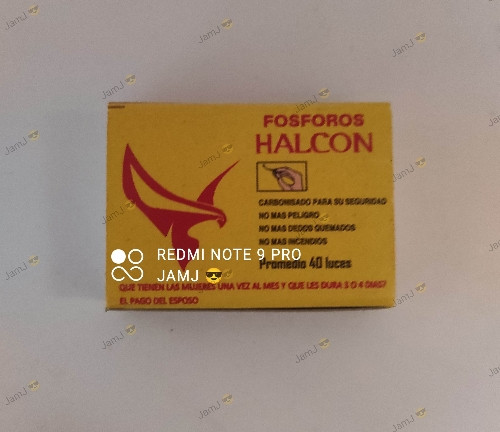 FOSFOROS
HALCON
CARBONISADO PARA SU SEGURIDAD
NO MAS PELIGRO
NO MAS DEDOS QUEMADOS
NO MAS INCENDIOS
Promedio 40 luces
REDMI NOTE 9 PRO
JAMJ 😎
QUE TIENEN LAS MUJERES UNA VEZ AL MES Y QUE LES DURA 3 O 4 DIAS?
EL PAGO DEL ESPOSO
JamJ